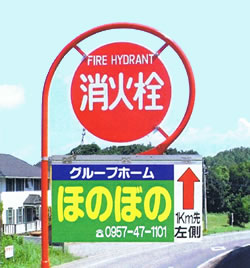 FIRE HYDRANT
消火栓
グループホーム
ほのぼの
☎0957-47-1101
1Km先
左側